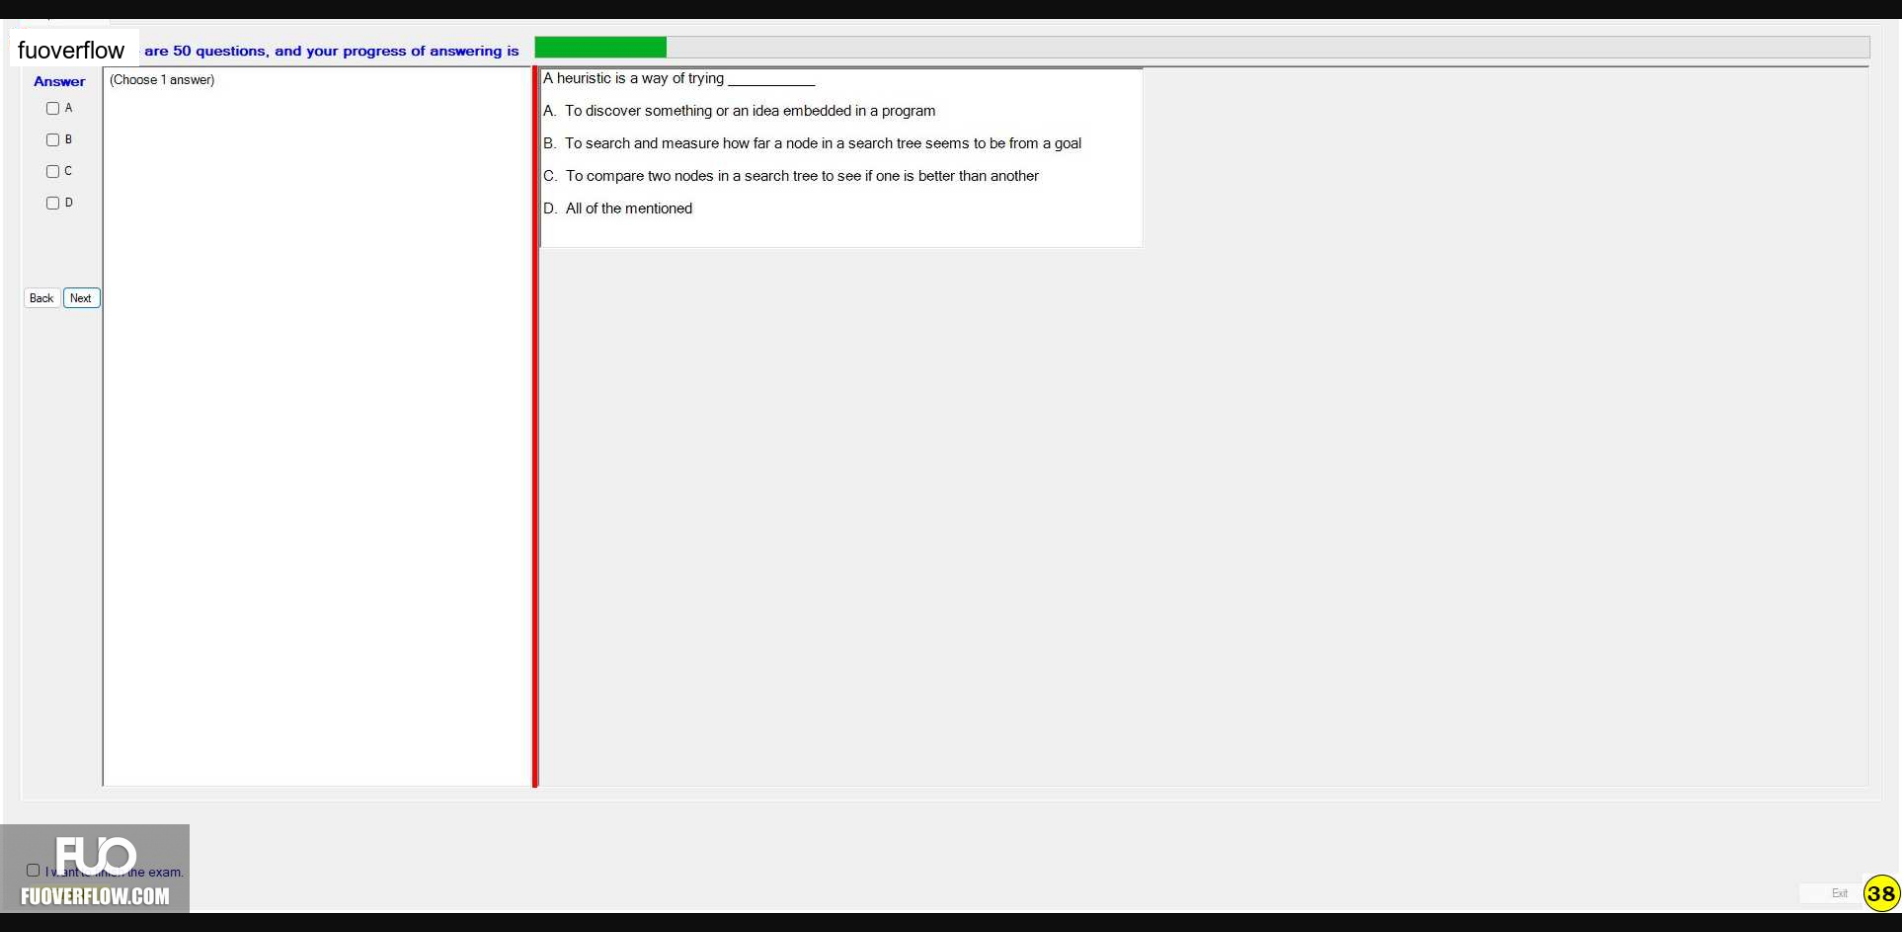 fuoverflow are 50 questions, and your progress of answering is
Answer
(Choose 1 answer)
A
B
C
D
Back Next
A heuristic is a way of trying ___________
A. To discover something or an idea embedded in a program
B. To search and measure how far a node in a search tree seems to be from a goal
C. To compare two nodes in a search tree to see if one is better than another
D. All of the mentioned
FUO
I want to finish the exam.
FUOVERFLOW.COM
Exit
38